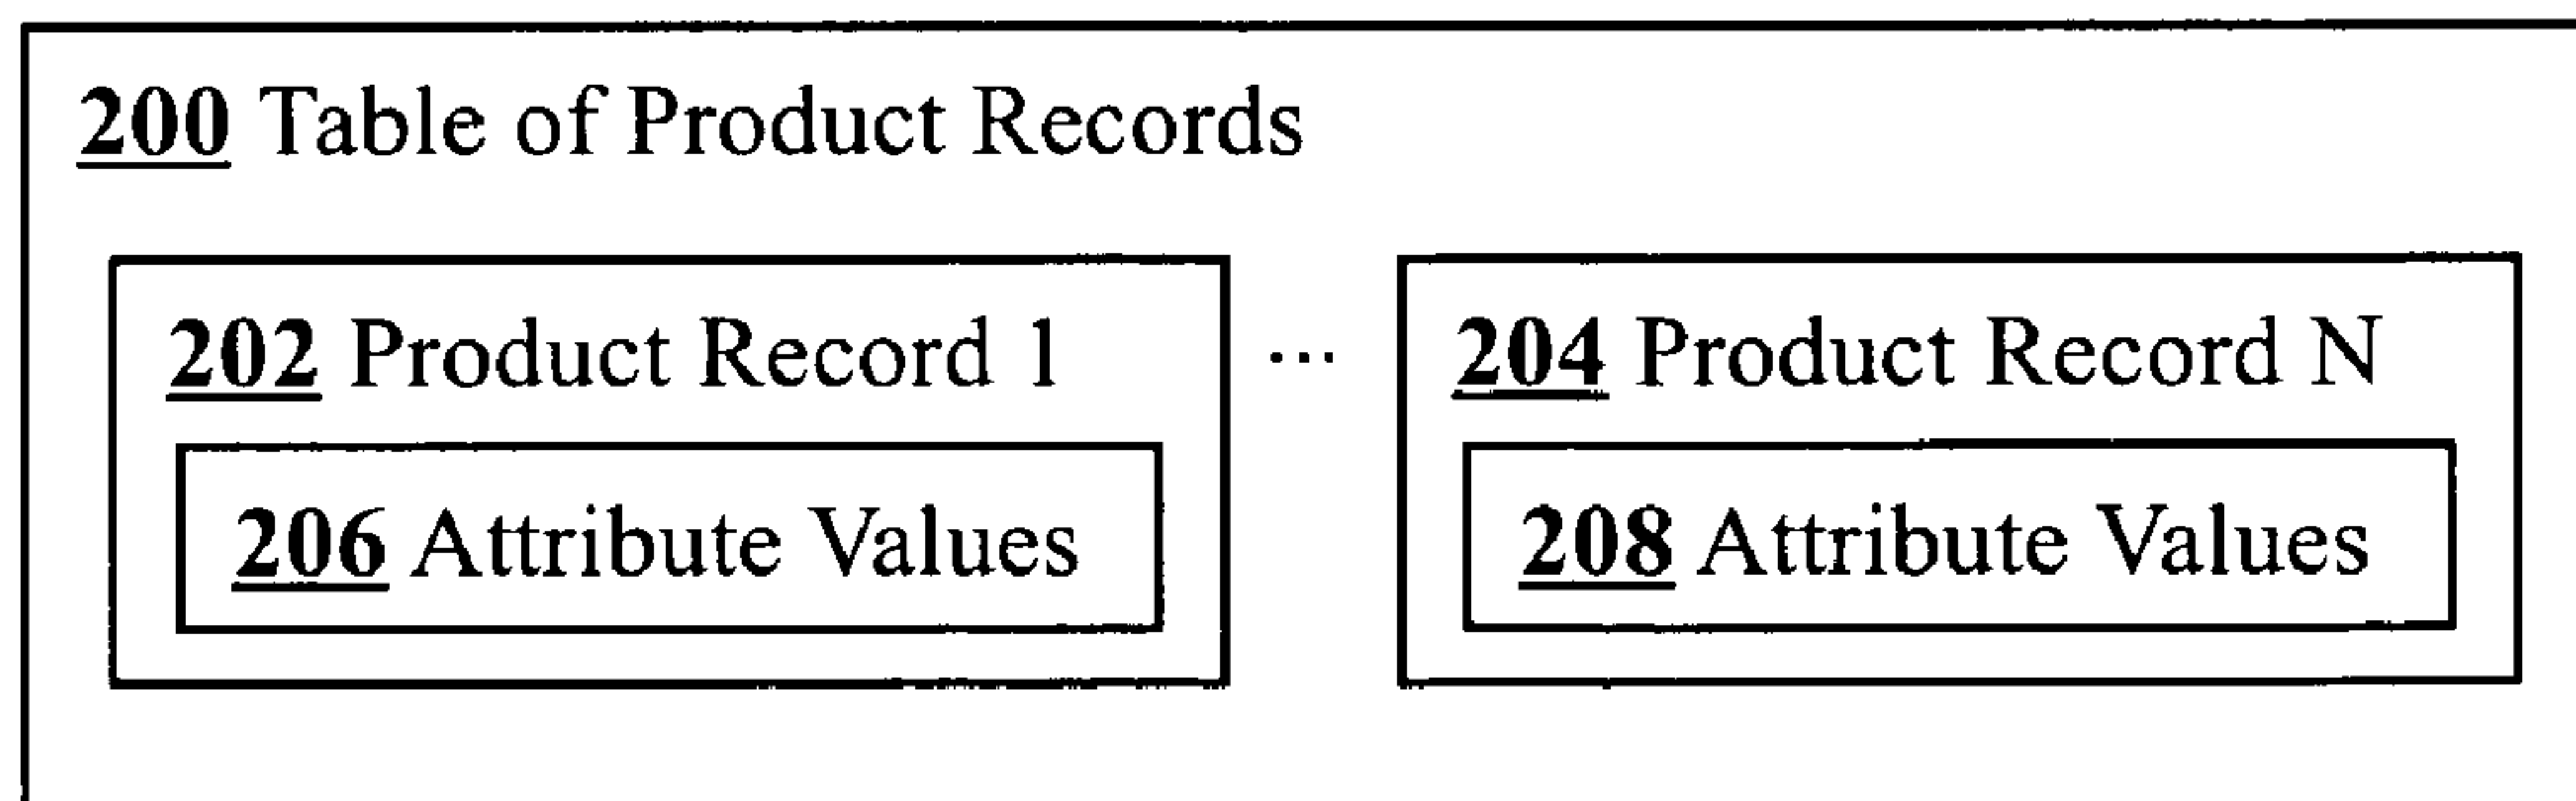 200 Table of Product Records
202 Product Record 1 ... 204 Product Record N
206 Attribute Values 208 Attribute Values